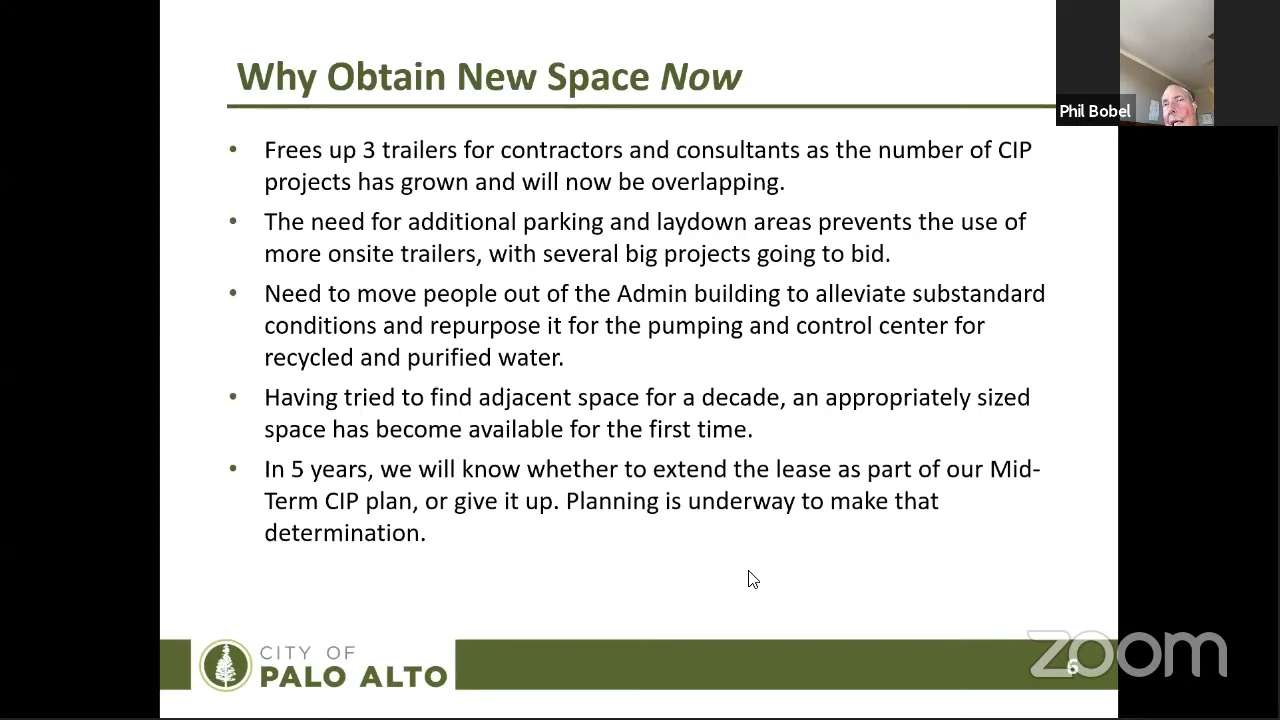 Why Obtain New Space Now
Phil Bobel
• Frees up 3 trailers for contractors and consultants as the number of CIP
projects has grown and will now be overlapping.
• The need for additional parking and laydown areas prevents the use of
more onsite trailers, with several big projects going to bid.
• Need to move people out of the Admin building to alleviate substandard
conditions and repurpose it for the pumping and control center for
recycled and purified water.
• Having tried to find adjacent space for a decade, an appropriately sized
space has become available for the first time.
• In 5 years, we will know whether to extend the lease as part of our Mid-
Term CIP plan, or give it up. Planning is underway to make that
determination.
CITY OF
PALO ALTO
6
zoom